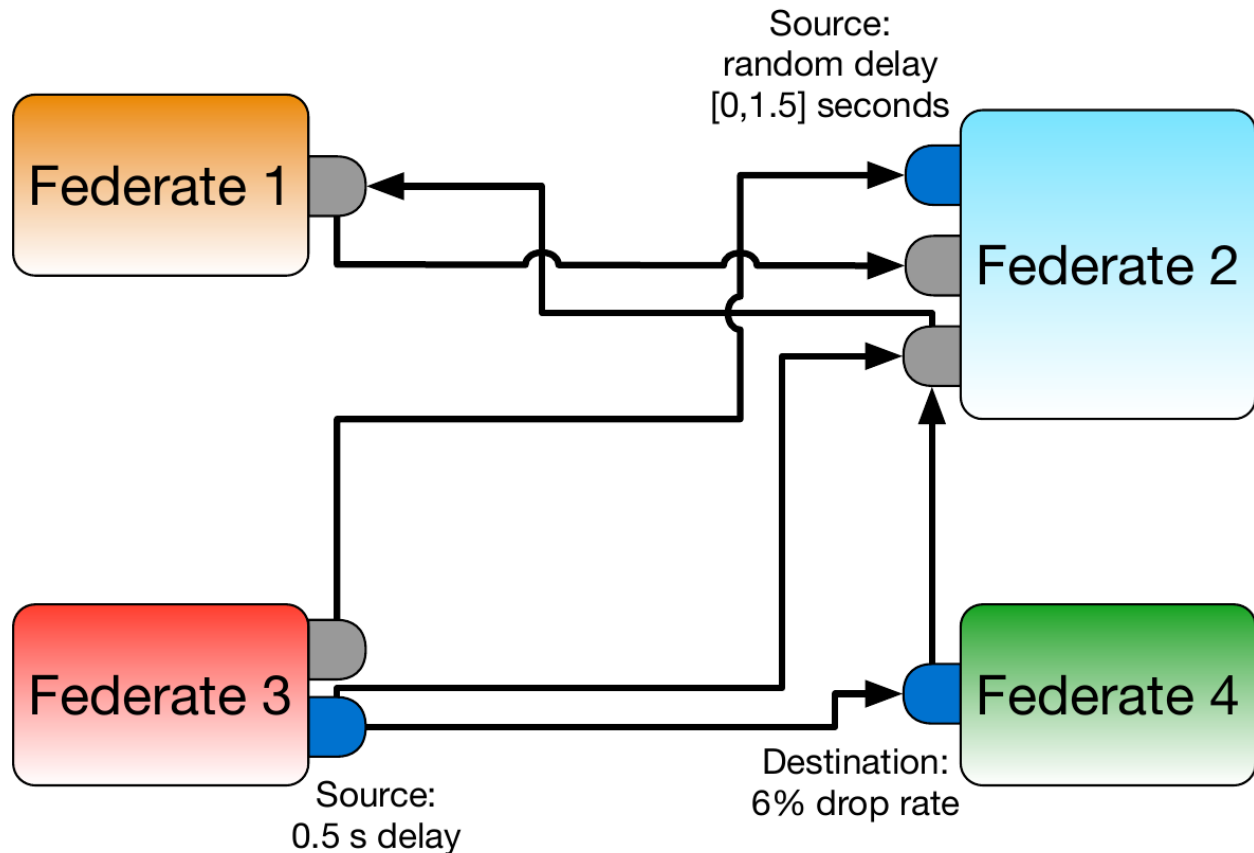 Source:
random delay
[0,1.5] seconds
Federate 1
Federate 2
Federate 3
Federate 4
Source:
0.5 s delay
Destination:
6% drop rate